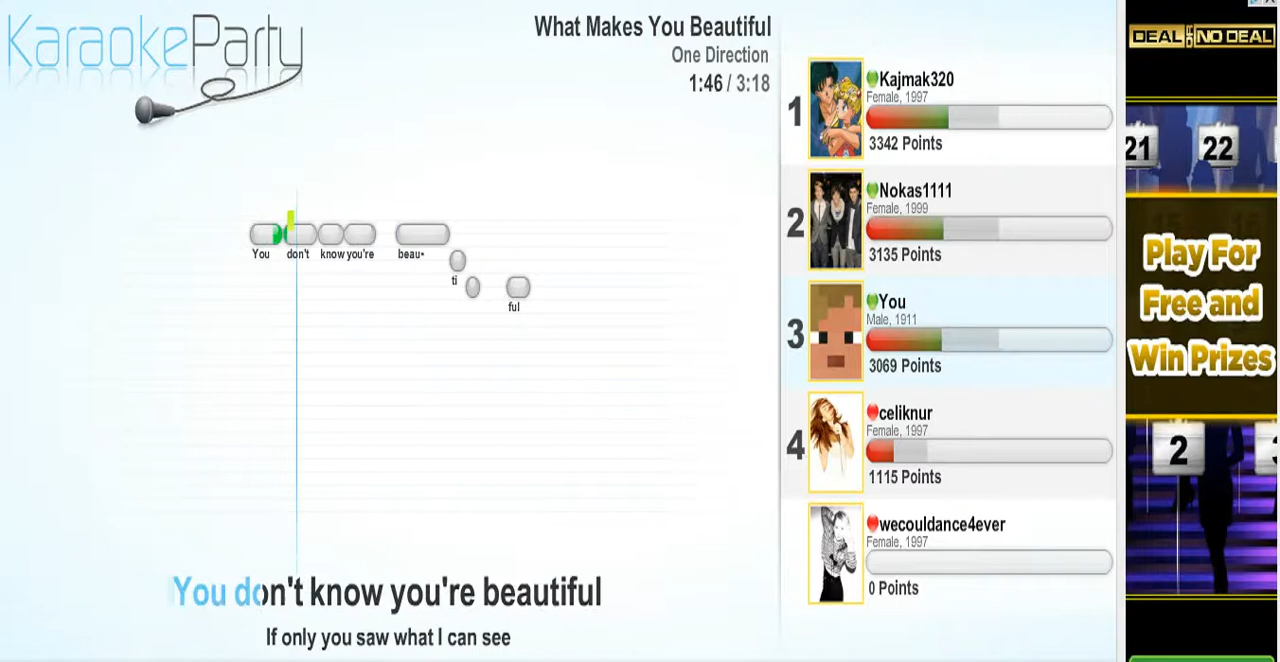 KaraokeParty
What Makes You Beautiful
One Direction
1:46 / 3:18
You don't know you're beau-
ti
ful
You don't know you're beautiful
If only you saw what I can see
1
Kajmak320
Female, 1997
3342 Points
2
Nokas1111
Female, 1999
3135 Points
3
You
Male, 1911
3069 Points
4
celiknur
Female, 1997
1115 Points
wecouldance4ever
Female, 1997
0 Points
DEAL OR NO DEAL
21 22
Play For
Free and
Win Prizes
2